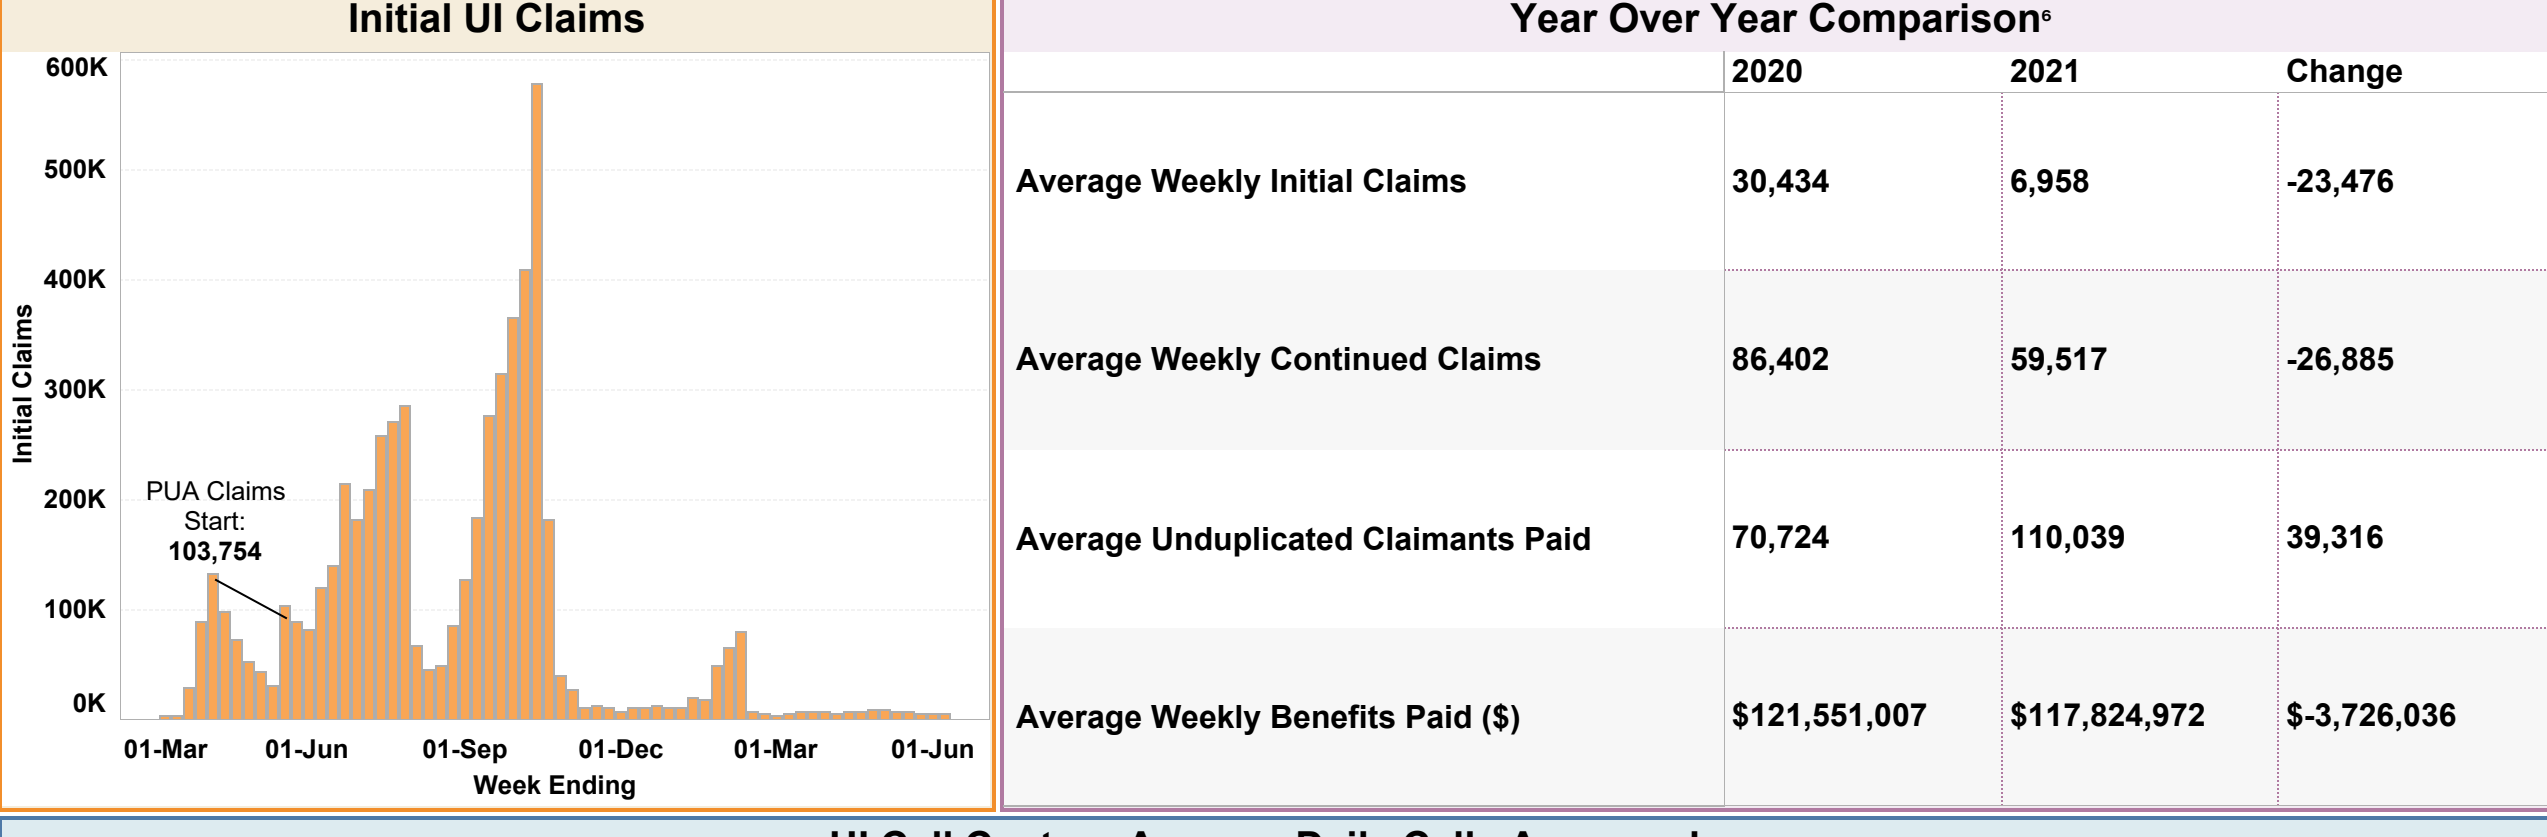 Initial UI Claims
600K
500K
400K
300K
200K
100K
0K
Initial Claims
PUA Claims
Start:
103,754
01-Mar 01-Jun 01-Sep 01-Dec 01-Mar 01-Jun
Week Ending
Year Over Year Comparison⁶
2020 2021 Change
Average Weekly Initial Claims 30,434 6,958 -23,476
Average Weekly Continued Claims 86,402 59,517 -26,885
Average Unduplicated Claimants Paid 70,724 110,039 39,316
Average Weekly Benefits Paid ($) $121,551,007 $117,824,972 $-3,726,036